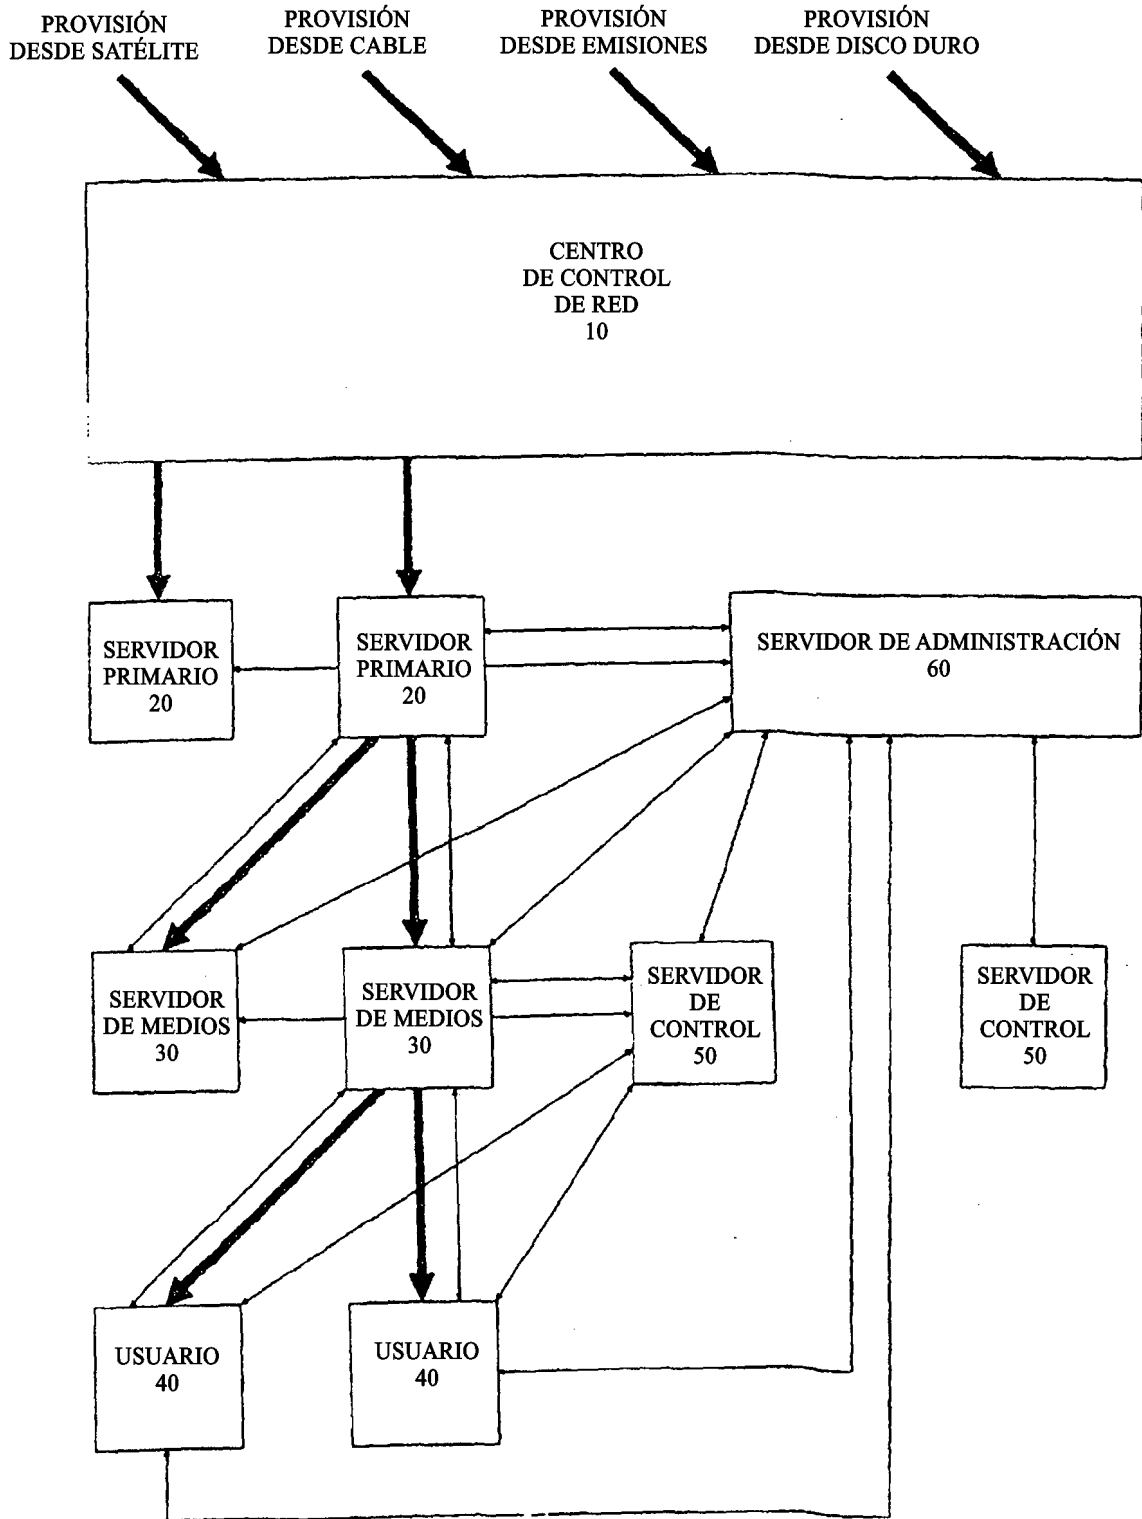 PROVISIÓN
DESDE SATÉLITE
PROVISIÓN
DESDE CABLE
PROVISIÓN
DESDE EMISIONES
PROVISIÓN
DESDE DISCO DURO
CENTRO
DE CONTROL
DE RED
10
SERVIDOR
PRIMARIO
20
SERVIDOR
PRIMARIO
20
SERVIDOR DE ADMINISTRACIÓN
60
SERVIDOR
DE MEDIOS
30
SERVIDOR
DE MEDIOS
30
SERVIDOR
DE
CONTROL
50
SERVIDOR
DE
CONTROL
50
USUARIO
40
USUARIO
40